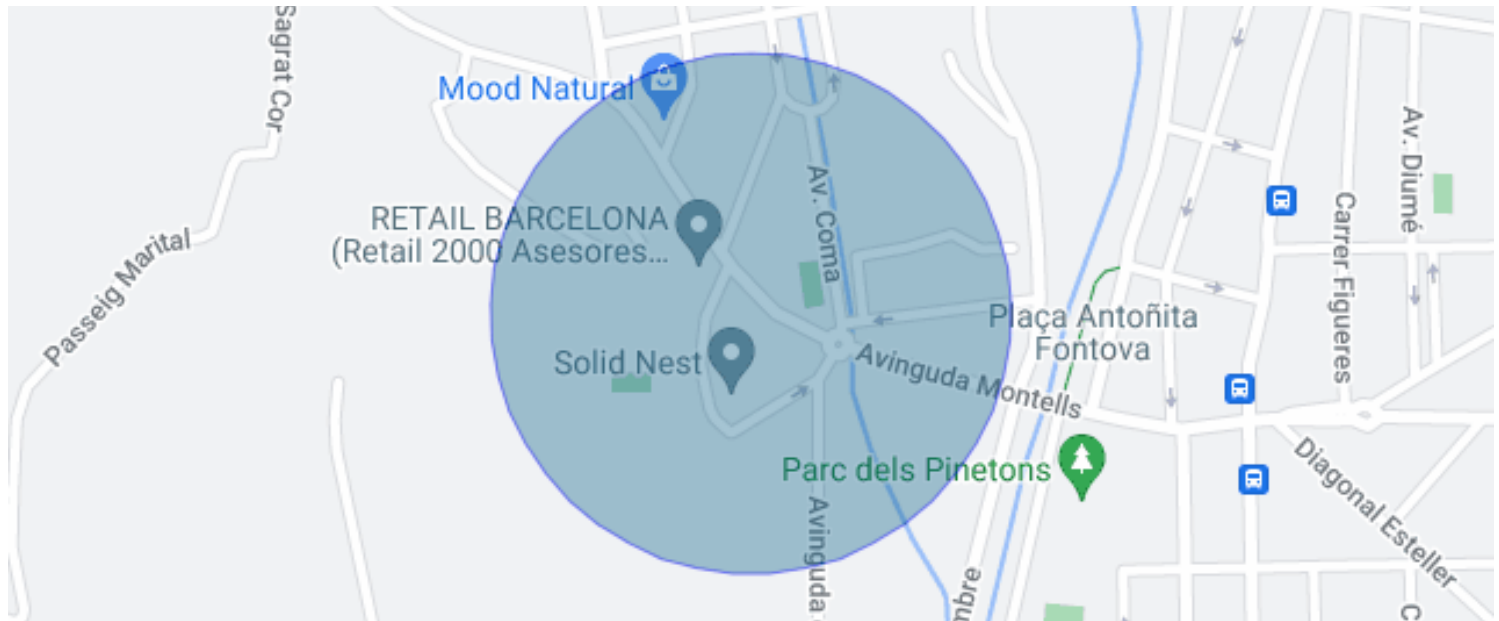 Sagrat Cor
Mood Natural
Av. Diumé
Av. Coma
Carrer Figueres
RETAIL BARCELONA
(Retail 2000 Asesores...
Passeig Marital
Plaça Antoñita
Fontova
Solid Nest
Avinguda Montells
Parc dels Pinetons
Diagonal Esteller
Avinguda
mbre
C